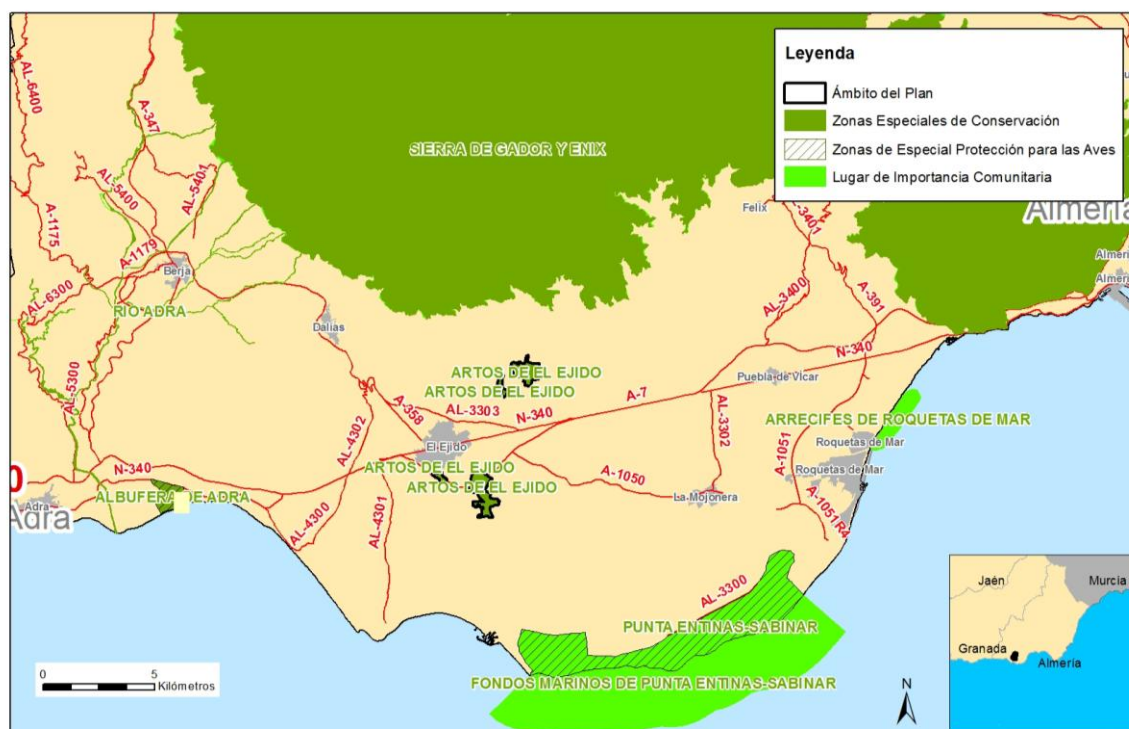 Leyenda
Ámbito del Plan
Zonas Especiales de Conservación
Zonas de Especial Protección para las Aves
Lugar de Importancia Comunitaria
AL-6400
A-347
AL-5400
AL-5401
SIERRA DE GADOR Y ENIX
Felix
L-3401
Almería
A-1175
A-1179
Berja
AL-3400
A-391
Almerí
Almerí
AL-6300
RIO ADRA
Dalías
N-340
ARTOS DE EL EJIDO
ARTOS DE EL EJIDO
Puebla de Vícar
AL-5300
A-358
AL-3303
A-7
N-340
AL-4302
AL-3302
ARRECIFES DE ROQUETAS DE MAR
El Ejido
Roquetas de Mar
A-1051
N-340
ARTOS DE EL EJIDO
ARTOS DE EL EJIDO
A-1050
Roquetas de Mar
0
ALBUFERA DE ADRA
La Mojonera
Adra
Adra
AL-4300
AL-4301
A-1051R4
AL-3300
PUNTA ENTINAS-SABINAR
FONDOS MARINOS DE PUNTA ENTINAS-SABINAR
0 5
Kilómetros
N
Jaén
Murcia
Granada
Almería